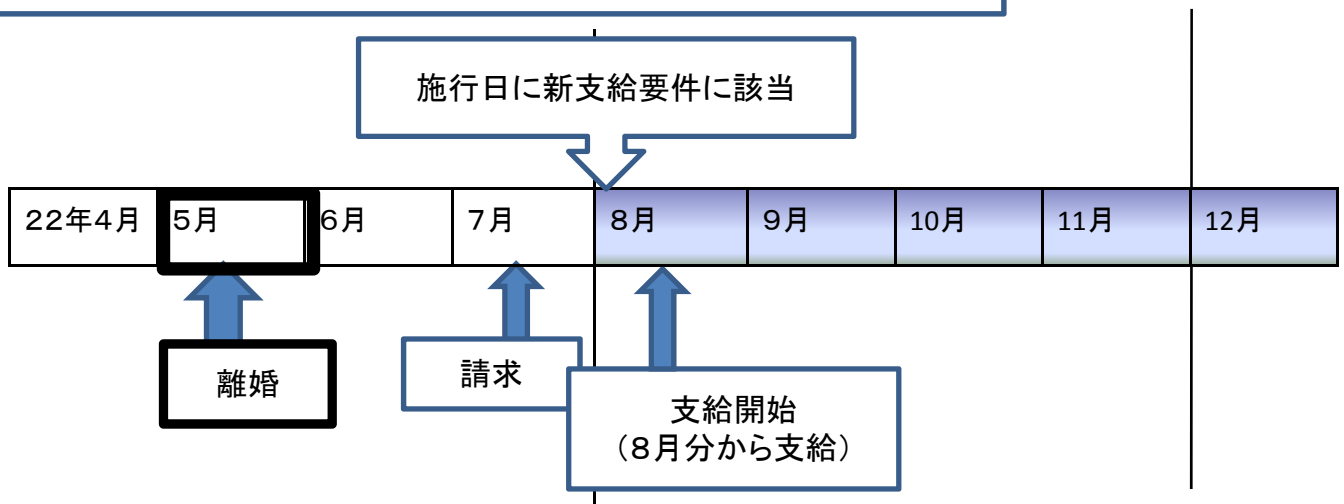 施行日に新支給要件に該当
22年4月
5月
6月
7月
8月
9月
10月
11月
12月
離婚
請求
支給開始
(8月分から支給)